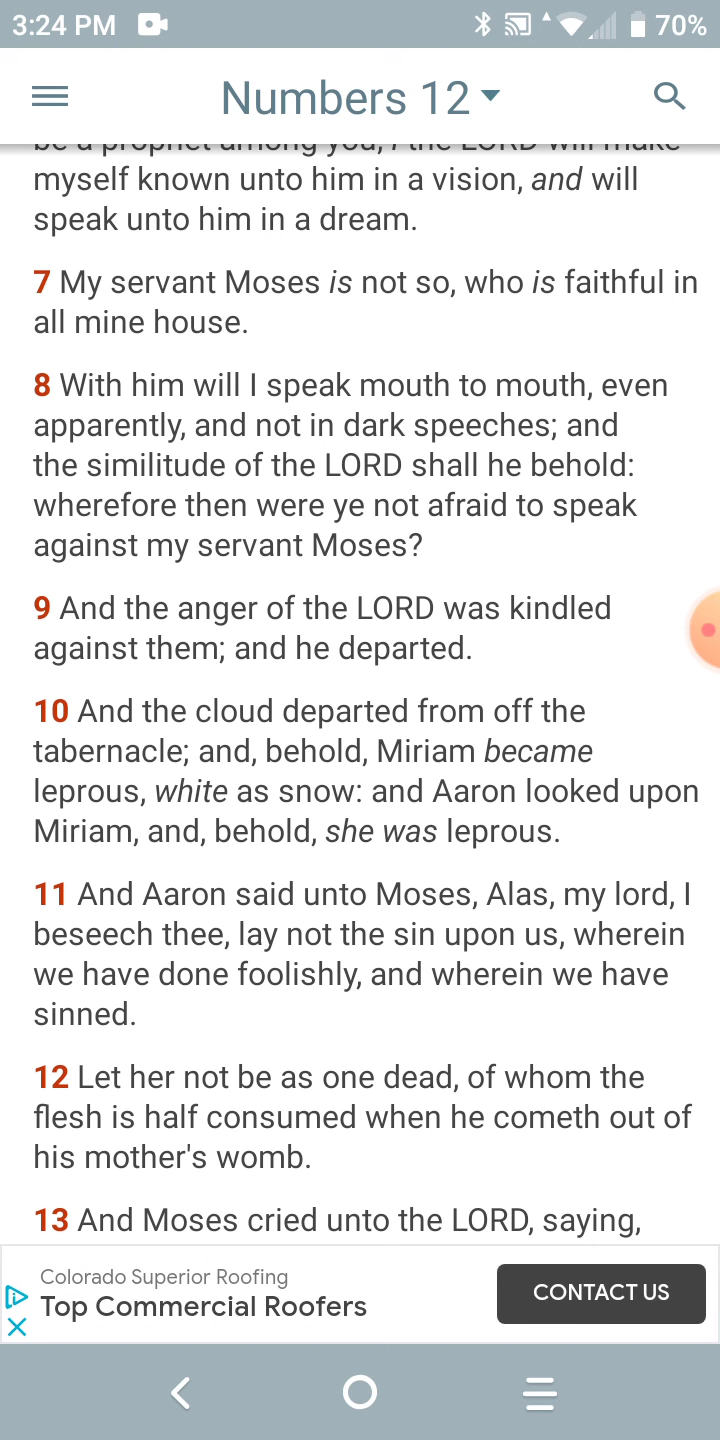 3:24 PM
70%
Numbers 12
be a prophet among you, I the LORD will make
myself known unto him in a vision, and will
speak unto him in a dream.
7 My servant Moses is not so, who is faithful in
all mine house.
8 With him will I speak mouth to mouth, even
apparently, and not in dark speeches; and
the similitude of the LORD shall he behold:
wherefore then were ye not afraid to speak
against my servant Moses?
9 And the anger of the LORD was kindled
against them; and he departed.
10 And the cloud departed from off the
tabernacle; and, behold, Miriam became
leprous, white as snow: and Aaron looked upon
Miriam, and, behold, she was leprous.
11 And Aaron said unto Moses, Alas, my lord, I
beseech thee, lay not the sin upon us, wherein
we have done foolishly, and wherein we have
sinned.
12 Let her not be as one dead, of whom the
flesh is half consumed when he cometh out of
his mother's womb.
13 And Moses cried unto the LORD, saying,
Colorado Superior Roofing
Top Commercial Roofers
CONTACT US